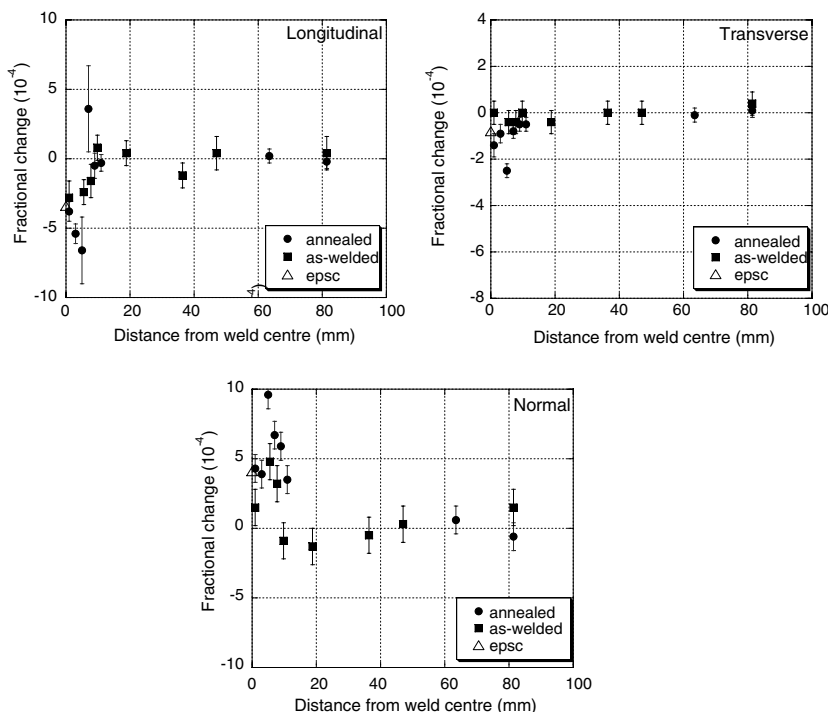 Longitudinal
Fractional change (10⁻⁴)
10
5
0
-5
-10
annealed
as-welded
epsc
0
20
40
60
80
100
Distance from weld centre (mm)
Transverse
Fractional change (10⁻⁴)
4
2
0
-2
-4
-6
-8
annealed
as-welded
epsc
0
20
40
60
80
100
Distance from weld centre (mm)
Normal
Fractional change (10⁻⁴)
10
5
0
-5
-10
annealed
as-welded
epsc
0
20
40
60
80
100
Distance from weld centre (mm)